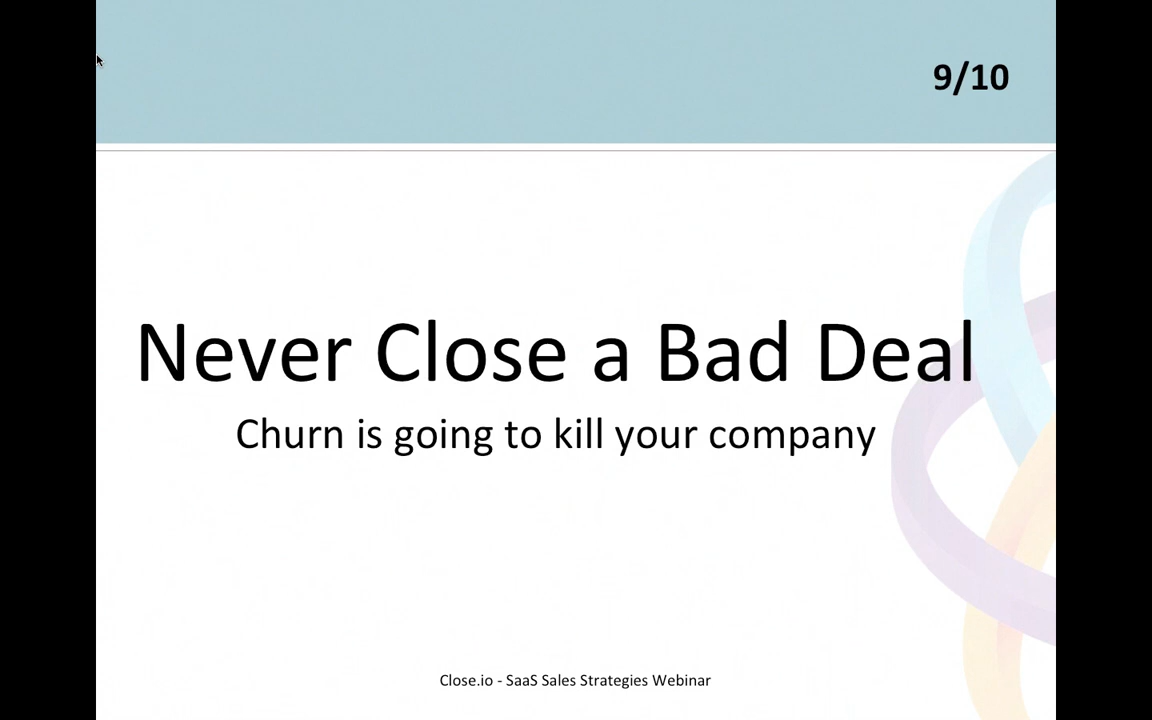 9/10
Never Close a Bad Deal
Churn is going to kill your company
Close.io - SaaS Sales Strategies Webinar